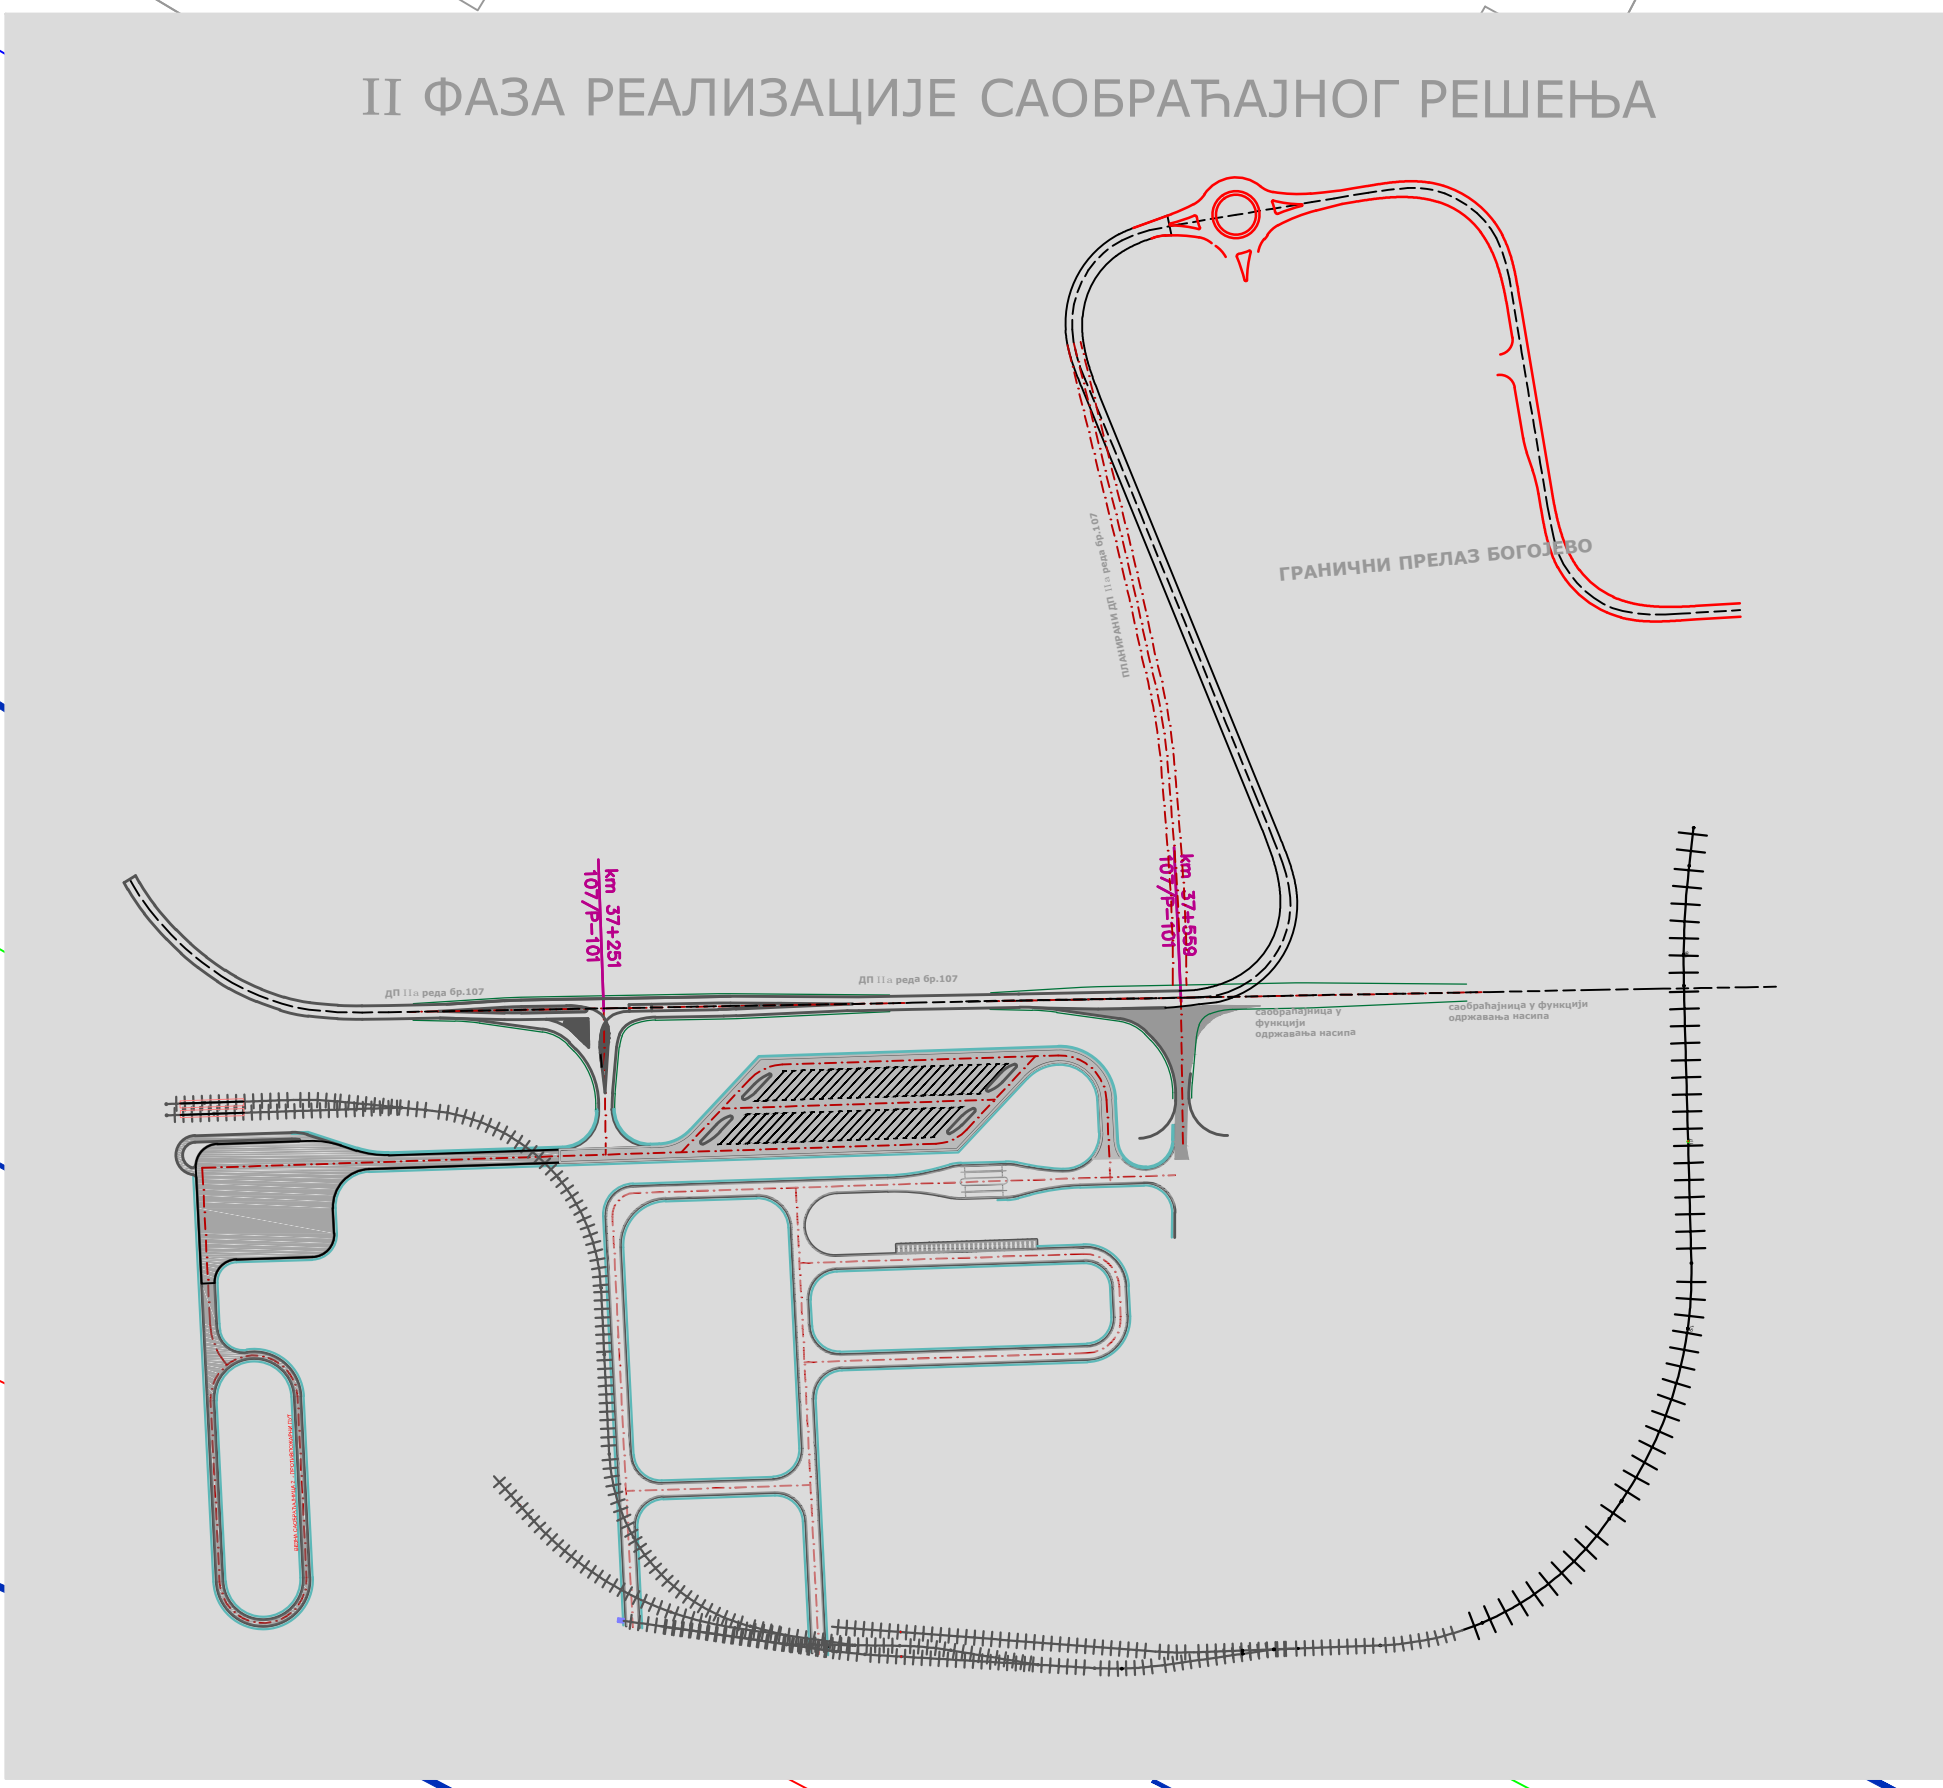 II ФАЗА РЕАЛИЗАЦИЈЕ САОБРАЋАЈНОГ РЕШЕЊА
ПЛАНИРАНИ ДП IIа реда бр.107
ГРАНИЧНИ ПРЕЛАЗ БОГОЈЕВО
km 37+251
107/P-101
km 37+559
107/P-101
ДП IIа реда бр.107
ДП IIа реда бр.107
саобраћајница у
функцији
одржавања насипа
саобраћајница у функцији
одржавања насипа